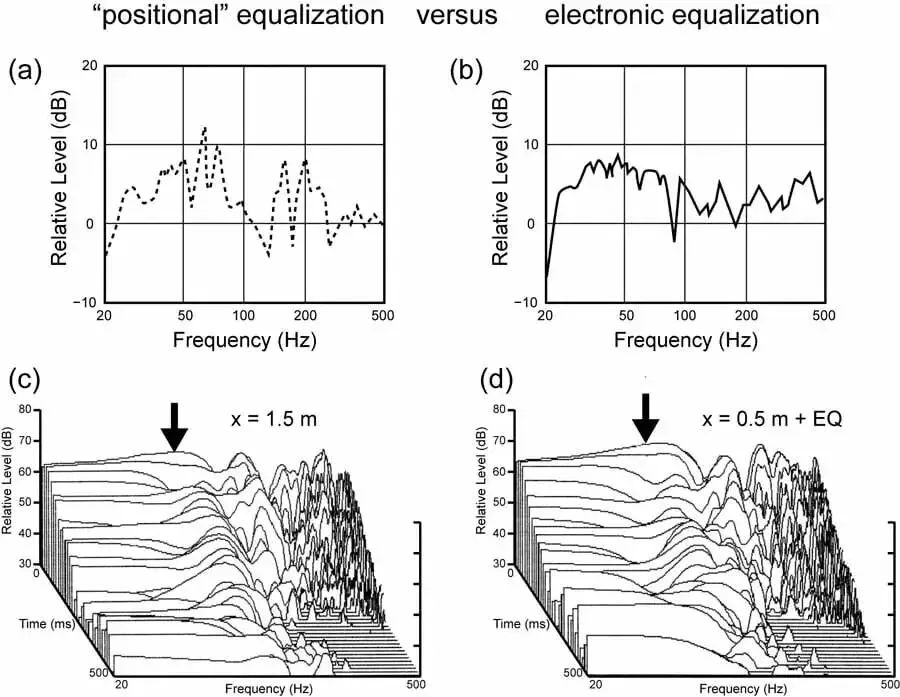 “positional” equalization versus electronic equalization
(a)
Relative Level (dB)
20
10
0
−10
20 50 100 200 500
Frequency (Hz)
(b)
Relative Level (dB)
20
10
0
−10
20 50 100 200 500
Frequency (Hz)
(c)
x = 1.5 m
Relative Level (dB)
80
70
60
50
40
30
0
Time (ms)
500
20
Frequency (Hz)
500
(d)
x = 0.5 m + EQ
Relative Level (dB)
80
70
60
50
40
30
0
Time (ms)
500
20
Frequency (Hz)
500